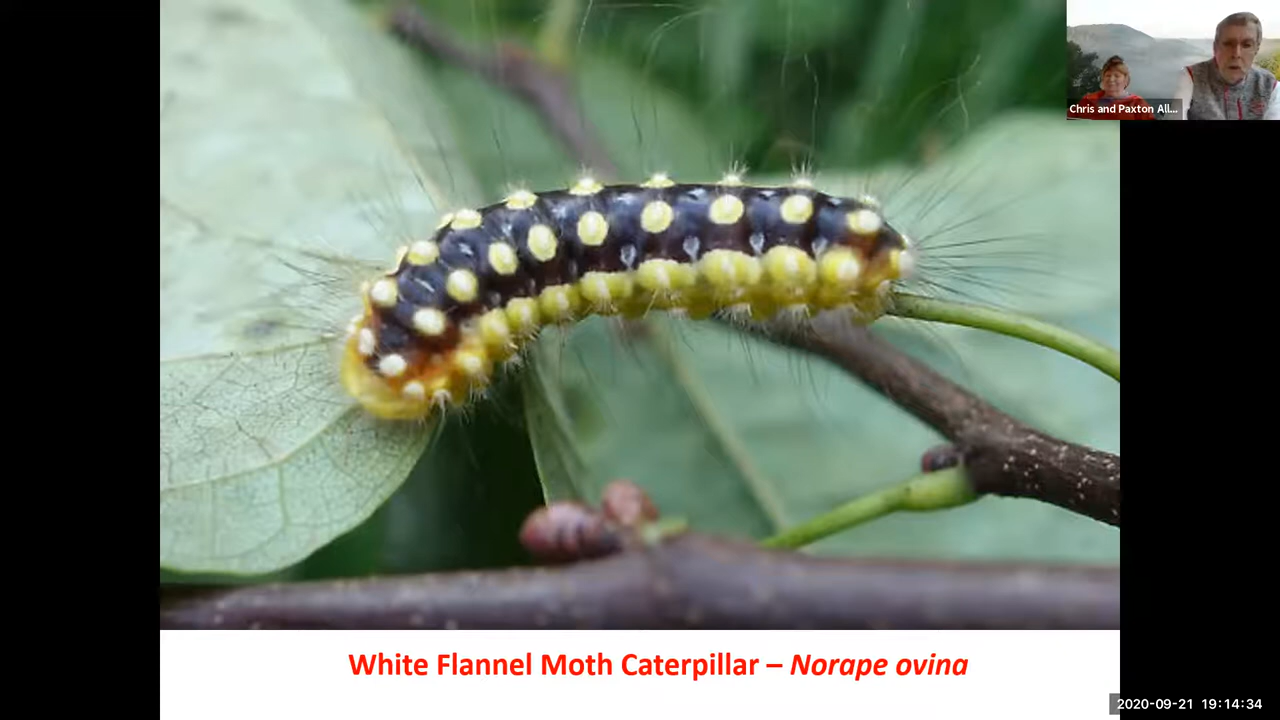 Chris and Paxton All...
White Flannel Moth Caterpillar – Norape ovina
2020-09-21 19:14:34